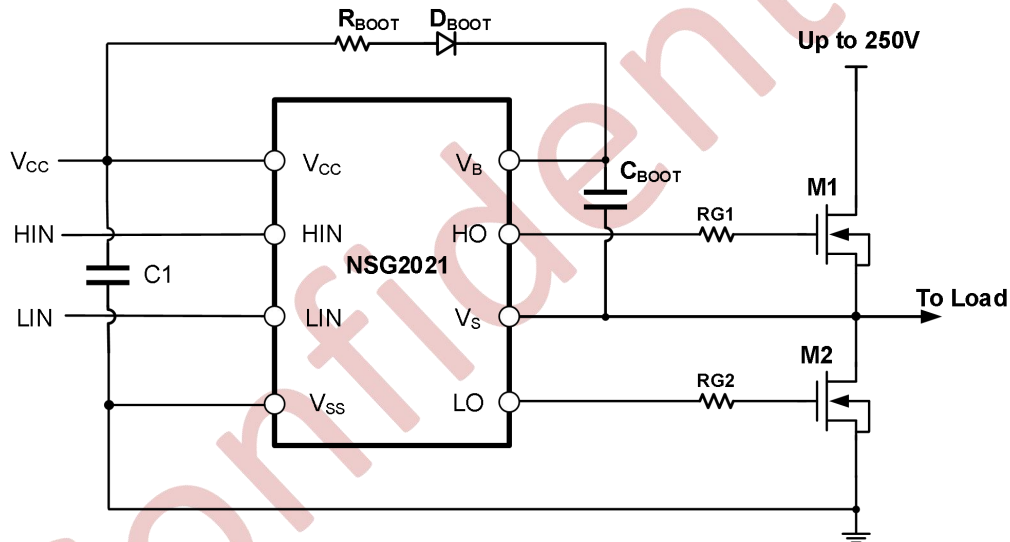 RBOOT DBOOT
Up to 250V
VCC VCC VB CBOOT
M1
HIN HIN HO RG1
NSG2021
C1
To Load
LIN LIN VS
M2
RG2
VSS LO
Confident